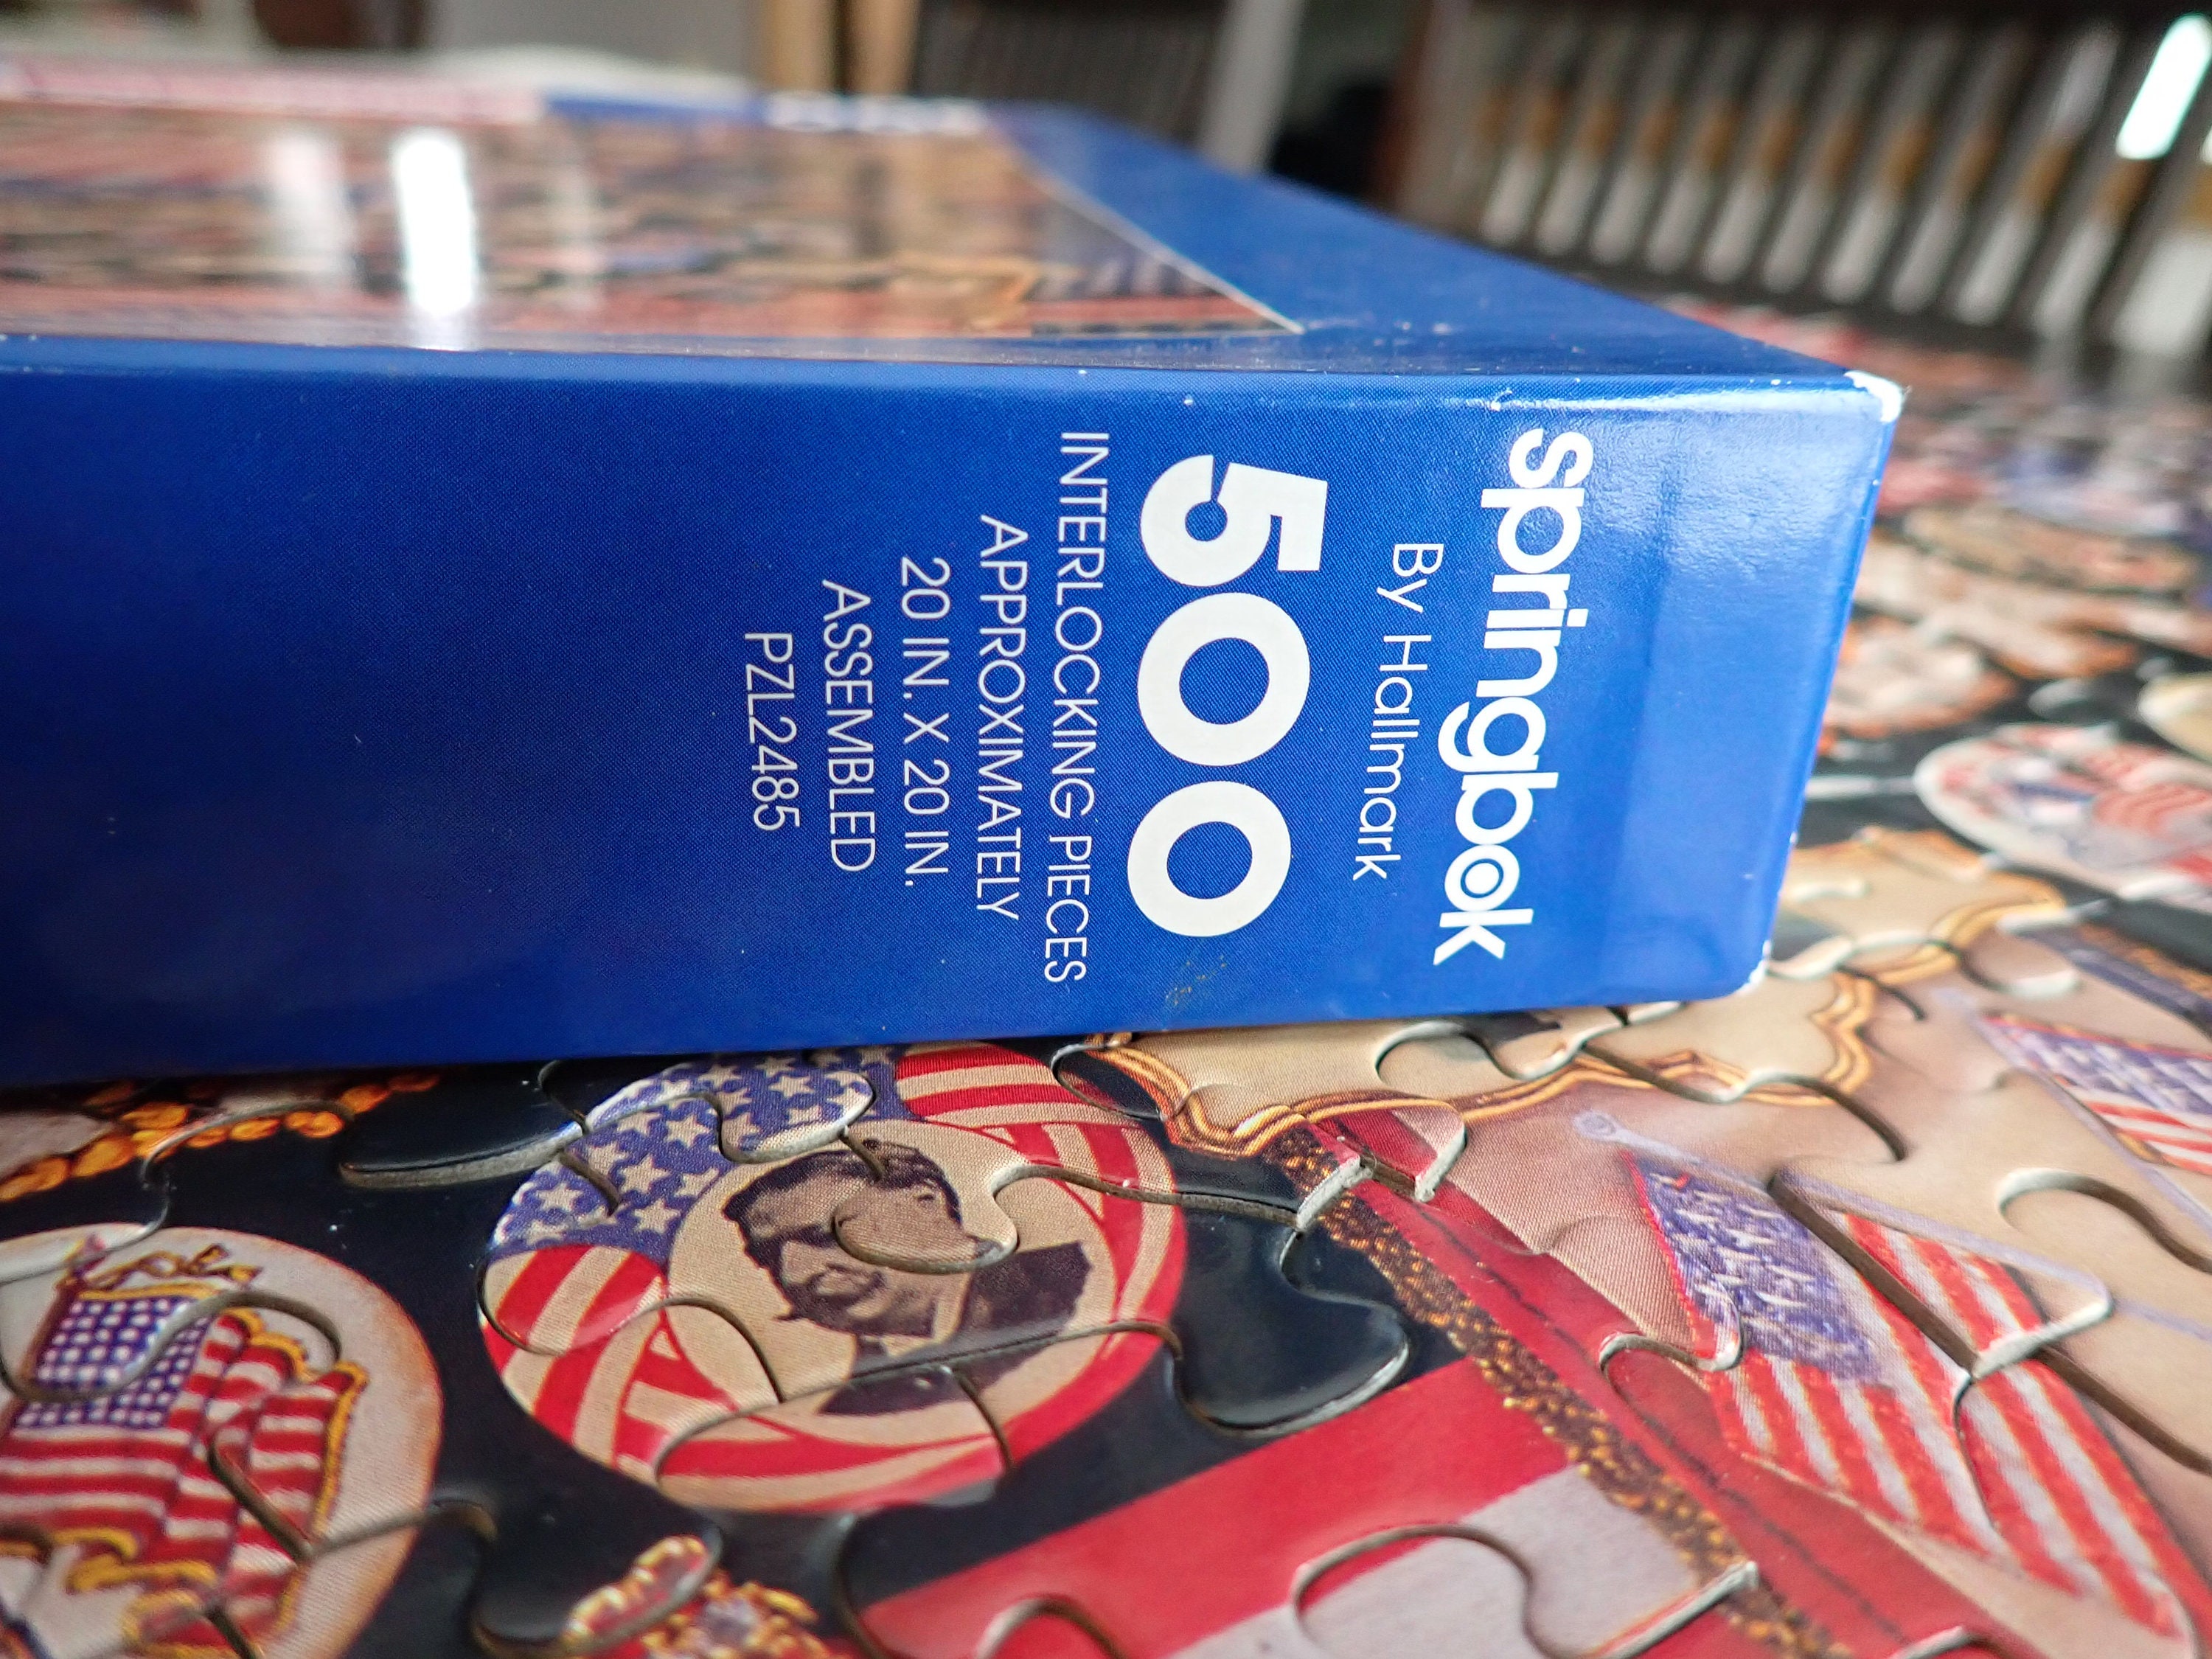 springbok
By Hallmark
500
INTERLOCKING PIECES
APPROXIMATELY
20 IN. X 20 IN.
ASSEMBLED
PZL2485